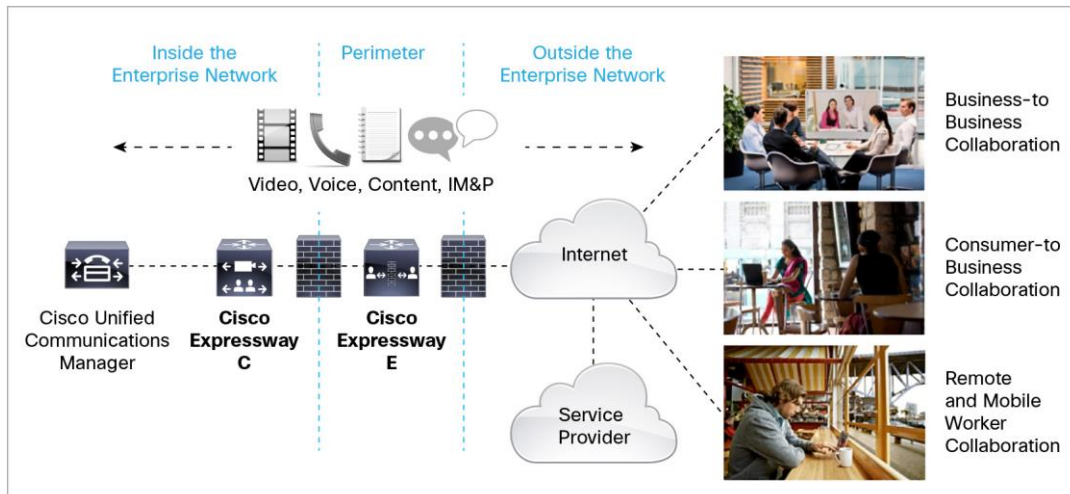 Inside the
Enterprise Network
Perimeter
Outside the
Enterprise Network
Video, Voice, Content, IM&P
Business-to
Business
Collaboration
Internet
Consumer-to
Business
Collaboration
Cisco Unified
Communications
Manager
Cisco
Expressway
C
Cisco
Expressway
E
Service
Provider
Remote
and Mobile
Worker
Collaboration